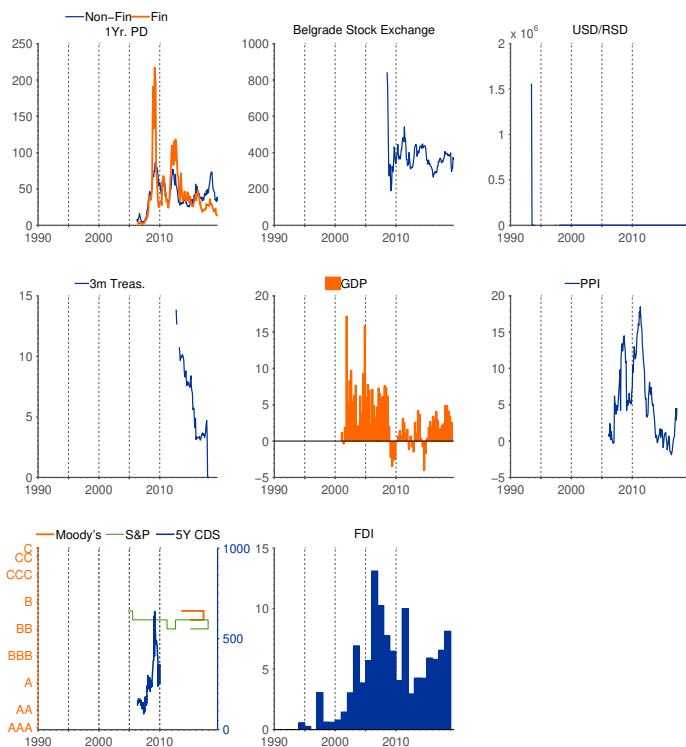 Non-Fin Fin
1Yr. PD
250
200
150
100
50
0
1990 2000 2010
Belgrade Stock Exchange
1000
800
600
400
200
0
1990 2000 2010
USD/RSD
x 10^6
2
1.5
1
0.5
0
1990 2000 2010
3m Treas.
15
10
5
0
1990 2000 2010
GDP
20
15
10
5
0
−5
1990 2000 2010
PPI
20
15
10
5
0
−5
1990 2000 2010
Moody's S&P 5Y CDS
C
CC
CCC
B
BB
BBB
A
AA
AAA
1000
500
0
1990 2000 2010
FDI
15
10
5
0
1990 2000 2010